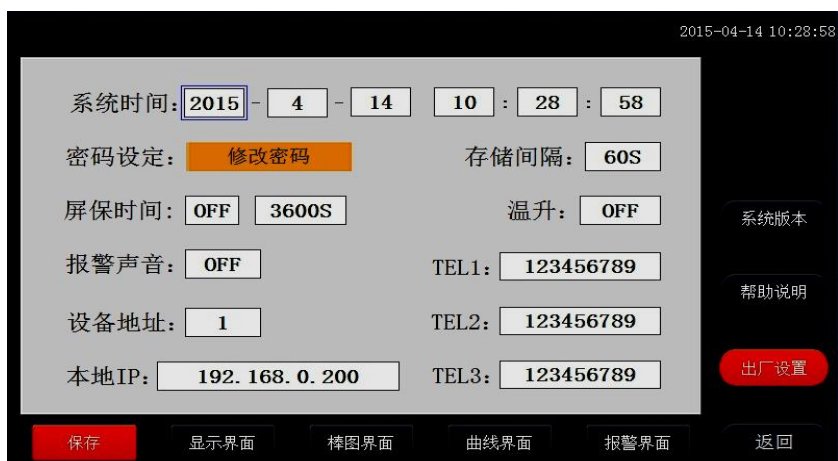 2015-04-14 10:28:58
系统时间: 2015 - 4 - 14 10 : 28 : 58
密码设定: 修改密码 存储间隔: 60S
屏保时间: OFF 3600S 温升: OFF
系统版本
报警声音: OFF TEL1: 123456789
帮助说明
设备地址: 1 TEL2: 123456789
本地IP: 192.168.0.200 TEL3: 123456789
出厂设置
保存 显示界面 棒图界面 曲线界面 报警界面 返回